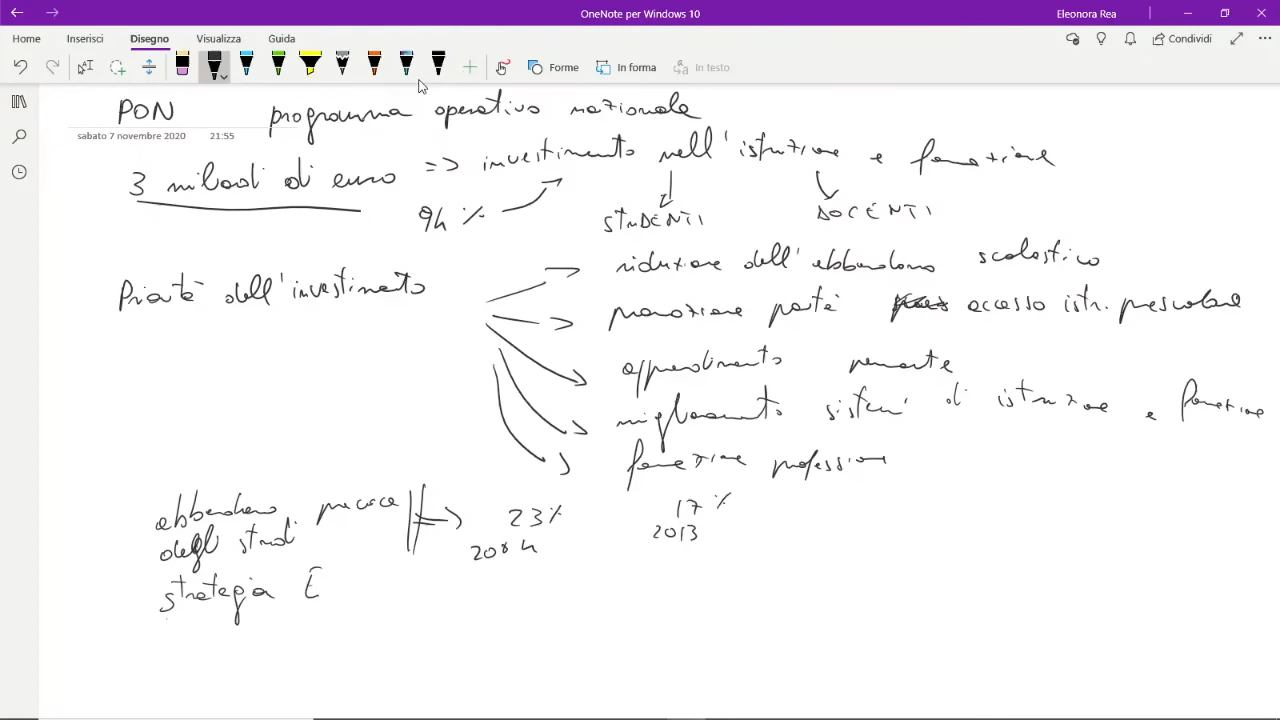 OneNote per Windows 10
Eleonora Rea
Home Inserisci Disegno Visualizza Guida
Condividi
Forme In forma In testo
PON programma operativo nazionale
sabato 7 novembre 2020 21:55
3 miliardi di euro => investimento nell'istruzione e formazione
94 %
STUDENTI DOCENTI
Priorità dell'investimento
riduzione dell'abbandono scolastico
promozione parità accesso istr. prescolare
apprendimento permanente
miglioramento sistemi di istruzione e formazione
formazione professione
abbandono precoce
degli studi
23% 17%
2013
strategia E